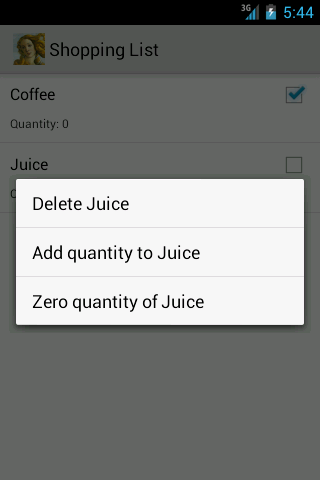 3G 5:44
Shopping List
Coffee
Quantity: 0
Juice
Delete Juice
Add quantity to Juice
Zero quantity of Juice